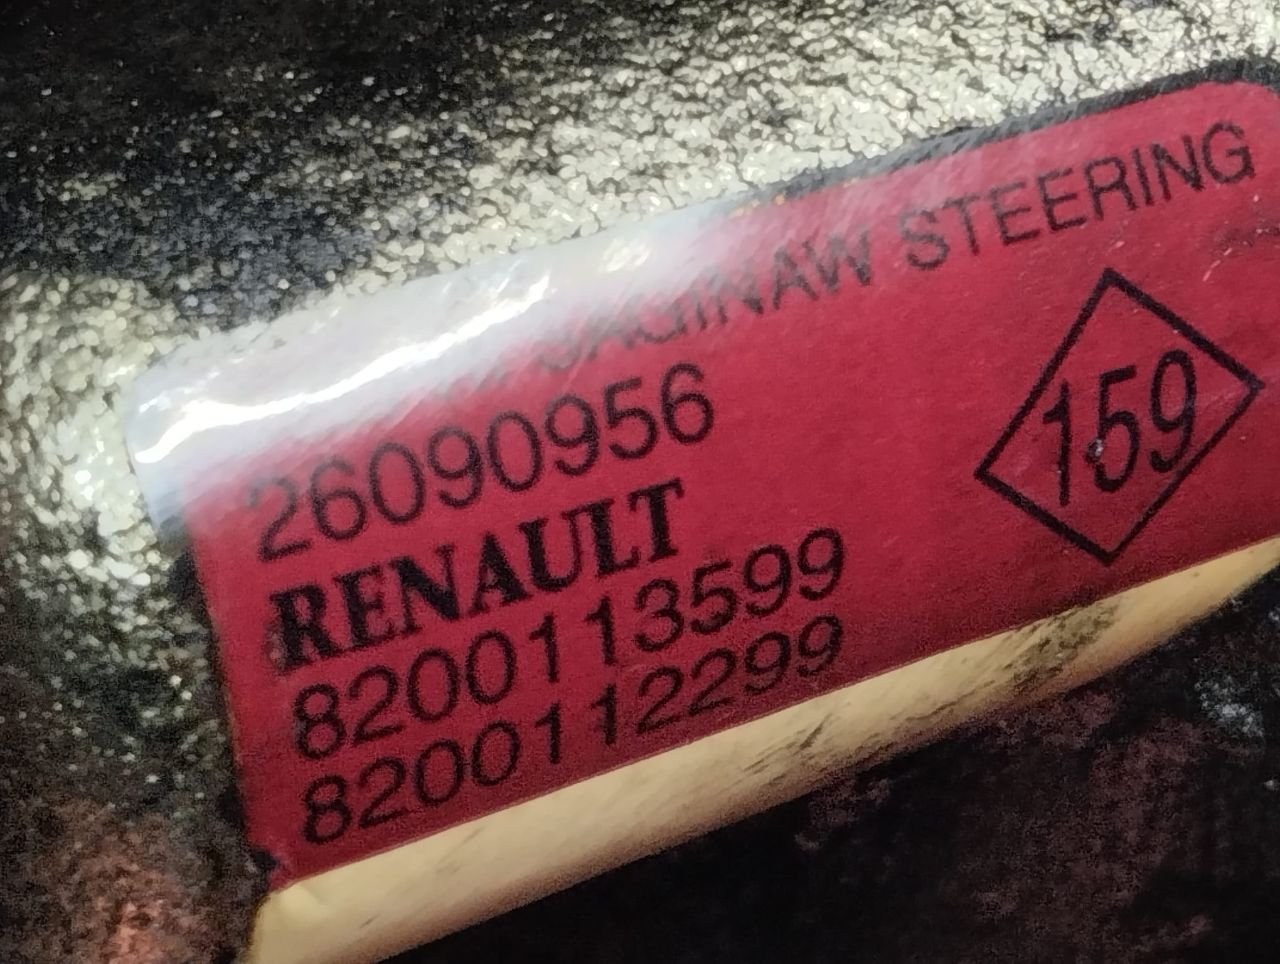 SAGINAW STEERING
26090956
RENAULT
159
8200113599
8200112299